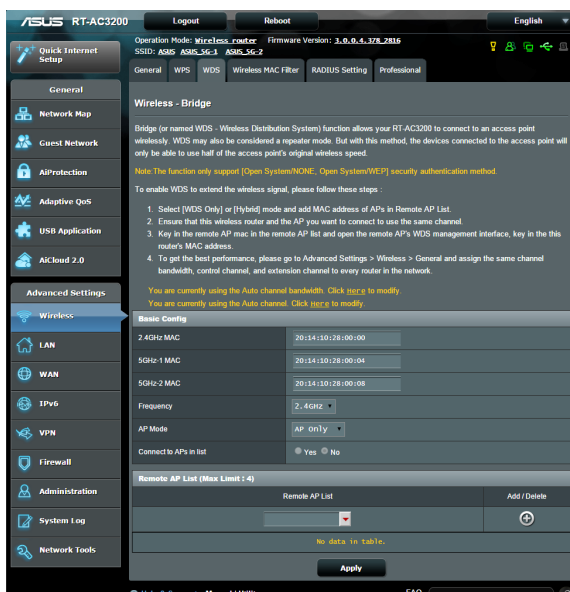 ASUS RT-AC3200 Logout Reboot English
Operation Mode: Wireless router Firmware Version: 3.0.0.4.378_2816
SSID: ASUS ASUS_5G-1 ASUS_5G-2
Quick Internet
Setup
General WPS WDS Wireless MAC Filter RADIUS Setting Professional
General
Network Map
Guest Network
AiProtection
Adaptive QoS
USB Application
AiCloud 2.0
Advanced Settings
Wireless
LAN
WAN
IPv6
VPN
Firewall
Administration
System Log
Network Tools
Wireless - Bridge
Bridge (or named WDS - Wireless Distribution System) function allows your RT-AC3200 to connect to an access point
wirelessly. WDS may also be considered a repeater mode. But with this method, the devices connected to the access point will
only be able to use half of the access point's original wireless speed.
Note:The function only support [Open System/NONE, Open System/WEP] security authentication method.
To enable WDS to extend the wireless signal, please follow these steps :
1. Select [WDS Only] or [Hybrid] mode and add MAC address of APs in Remote AP List.
2. Ensure that this wireless router and the AP you want to connect to use the same channel.
3. Key in the remote AP mac in the remote AP list and open the remote AP's WDS management interface, key in the this
router's MAC address.
4. To get the best performance, please go to Advanced Settings > Wireless > General and assign the same channel
bandwidth, control channel, and extension channel to every router in the network.
You are currently using the Auto channel bandwidth. Click Here to modify.
You are currently using the Auto channel. Click Here to modify.
Basic Config
2.4GHz MAC 20:14:10:28:00:00
5GHz-1 MAC 20:14:10:28:00:04
5GHz-2 MAC 20:14:10:28:00:08
Frequency 2.4GHz
AP Mode AP Only
Connect to APs in list Yes No
Remote AP List (Max Limit : 4)
Remote AP List Add / Delete
No data in table.
Apply